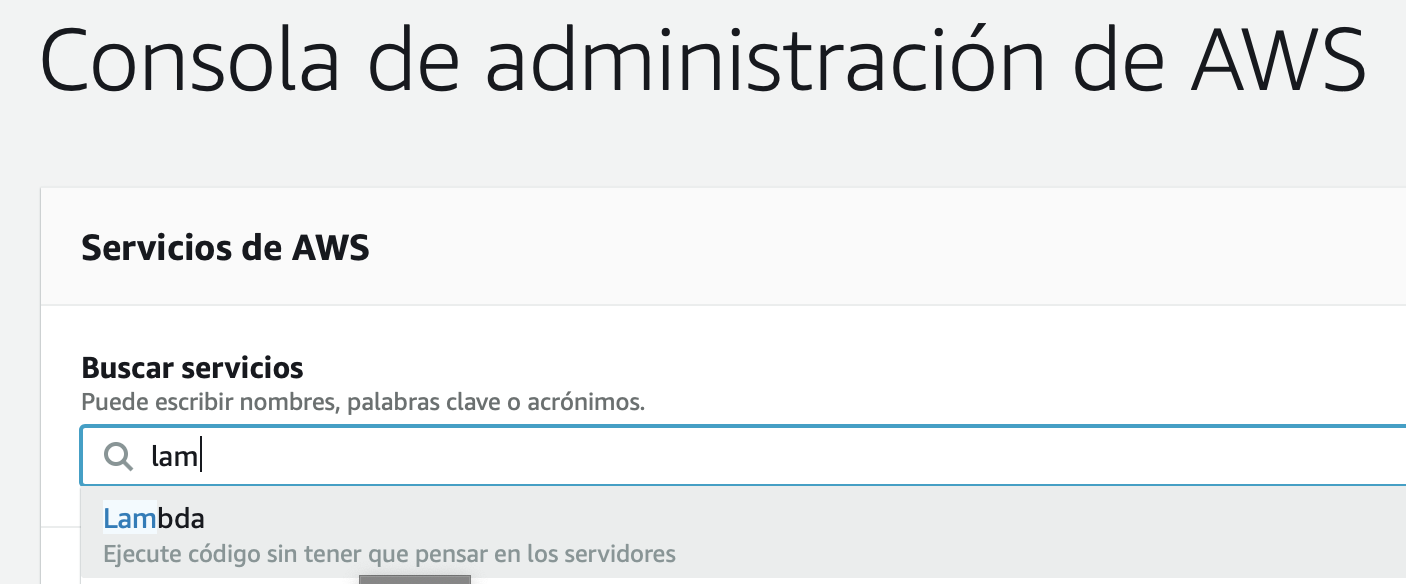 Consola de administración de AWS
Servicios de AWS
Buscar servicios
Puede escribir nombres, palabras clave o acrónimos.
lam
Lambda
Ejecute código sin tener que pensar en los servidores